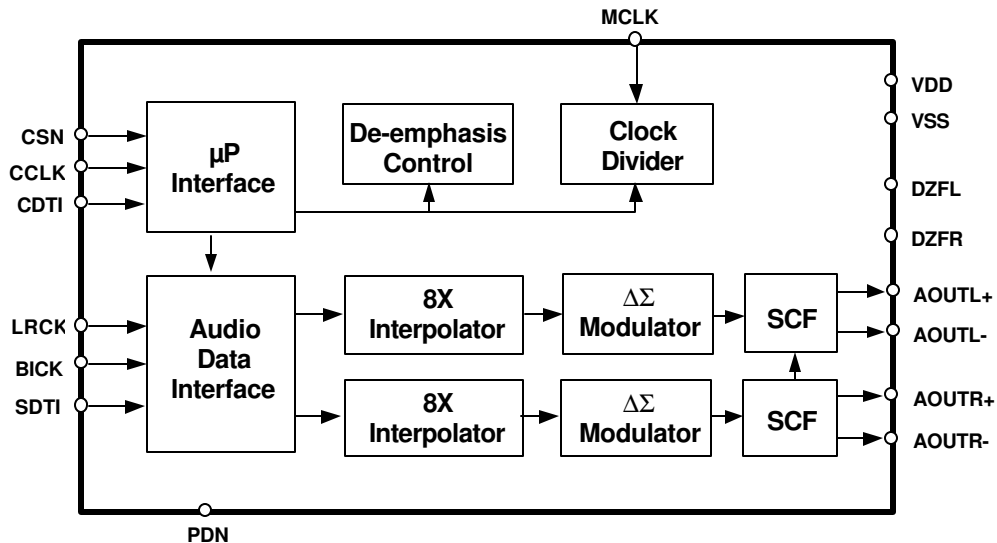 MCLK
VDD
VSS
DZFL
DZFR
CSN
CCLK
CDTI
µP
Interface
De-emphasis
Control
Clock
Divider
LRCK
BICK
SDTI
Audio
Data
Interface
8X
Interpolator
ΔΣ
Modulator
SCF
AOUTL+
AOUTL-
8X
Interpolator
ΔΣ
Modulator
SCF
AOUTR+
AOUTR-
PDN